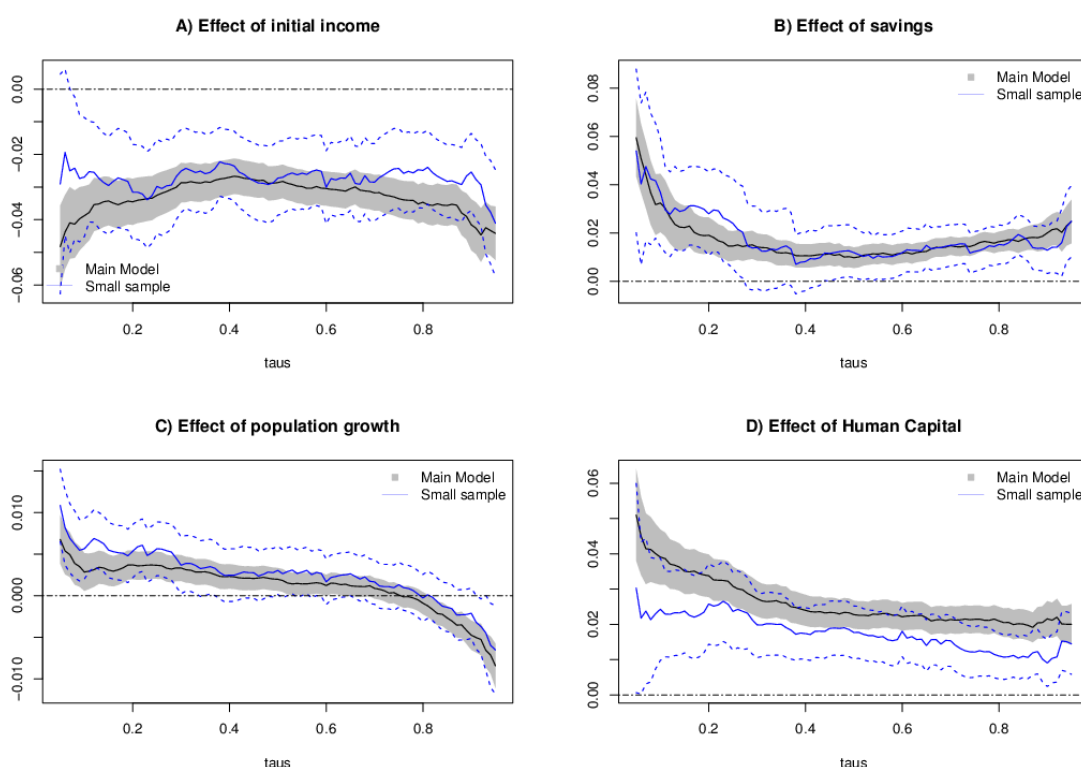 A) Effect of initial income
0.00
−0.02
−0.04
−0.06
Main Model
Small sample
0.2 0.4 0.6 0.8
taus
B) Effect of savings
0.08
0.06
0.04
0.02
0.00
Main Model
Small sample
0.2 0.4 0.6 0.8
taus
C) Effect of population growth
0.010
0.000
−0.010
Main Model
Small sample
0.2 0.4 0.6 0.8
taus
D) Effect of Human Capital
0.06
0.04
0.02
0.00
Main Model
Small sample
0.2 0.4 0.6 0.8
taus